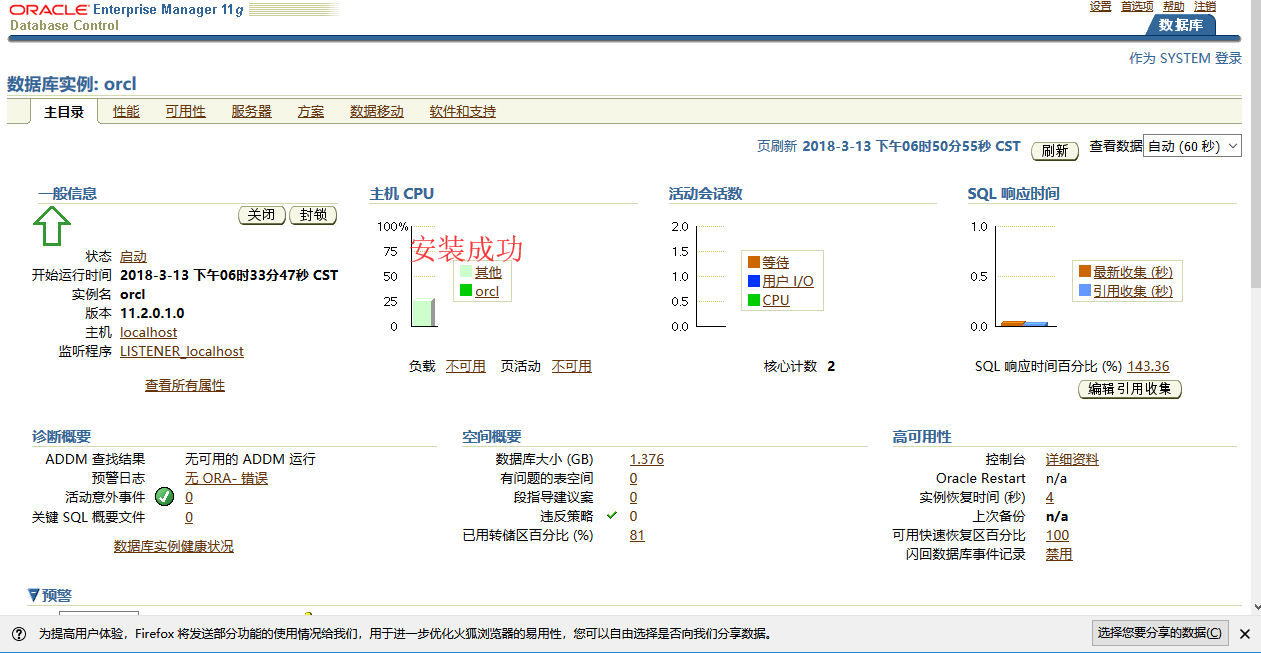 ORACLE Enterprise Manager 11g
Database Control
设置 首选项 帮助 注销
数据库
作为 SYSTEM 登录
数据库实例: orcl
主目录 性能 可用性 服务器 方案 数据移动 软件和支持
页刷新 2018-3-13 下午06时50分55秒 CST 刷新 查看数据 自动 (60 秒)
一般信息
关闭 封锁
状态 启动
开始运行时间 2018-3-13 下午06时33分47秒 CST
实例名 orcl
版本 11.2.0.1.0
主机 localhost
监听程序 LISTENER_localhost
查看所有属性
主机 CPU
100%
75
50
25
0
安装成功
其他
orcl
负载 不可用 页活动 不可用
活动会话数
2.0
1.5
1.0
0.5
0.0
等待
用户 I/O
CPU
核心计数 2
SQL 响应时间
1.0
0.5
0.0
最新收集 (秒)
引用收集 (秒)
SQL 响应时间百分比 (%) 143.36
编辑引用收集
诊断概要
ADDM 查找结果 无可用的 ADDM 运行
预警日志 无 ORA- 错误
活动意外事件 0
关键 SQL 概要文件 0
数据库实例健康状况
空间概要
数据库大小 (GB) 1.376
有问题的表空间 0
段指导建议案 0
违反策略 0
已用转储区百分比 (%) 81
高可用性
控制台 详细资料
Oracle Restart n/a
实例恢复时间 (秒) 4
上次备份 n/a
可用快速恢复区百分比 100
闪回数据库事件记录 禁用
预警
为提高用户体验，Firefox 将发送部分功能的使用情况给我们，用于进一步优化火狐浏览器的易用性，您可以自由选择是否向我们分享数据。
选择您要分享的数据(C)